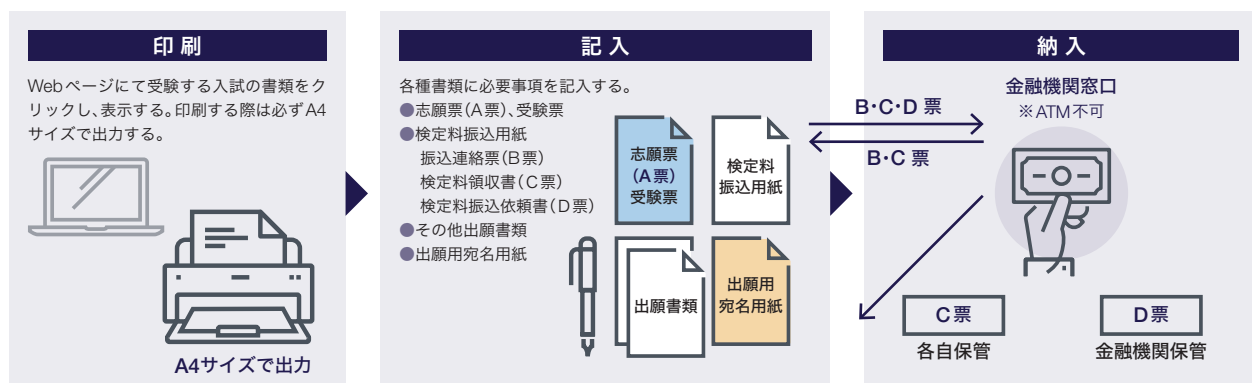 印刷
Webページにて受験する入試の書類をク
リックし、表示する。印刷する際は必ずA4
サイズで出力する。
A4サイズで出力
記入
各種書類に必要事項を記入する。
●志願票(A票)、受験票
●検定料振込用紙
振込連絡票(B票)
検定料領収書(C票)
検定料振込依頼書(D票)
●その他出願書類
●出願用宛名用紙
志願票
(A票)
受験票
検定料
振込用紙
出願書類
出願用
宛名用紙
納入
金融機関窓口
※ATM不可
B・C・D 票
B・C 票
C票
各自保管
D票
金融機関保管